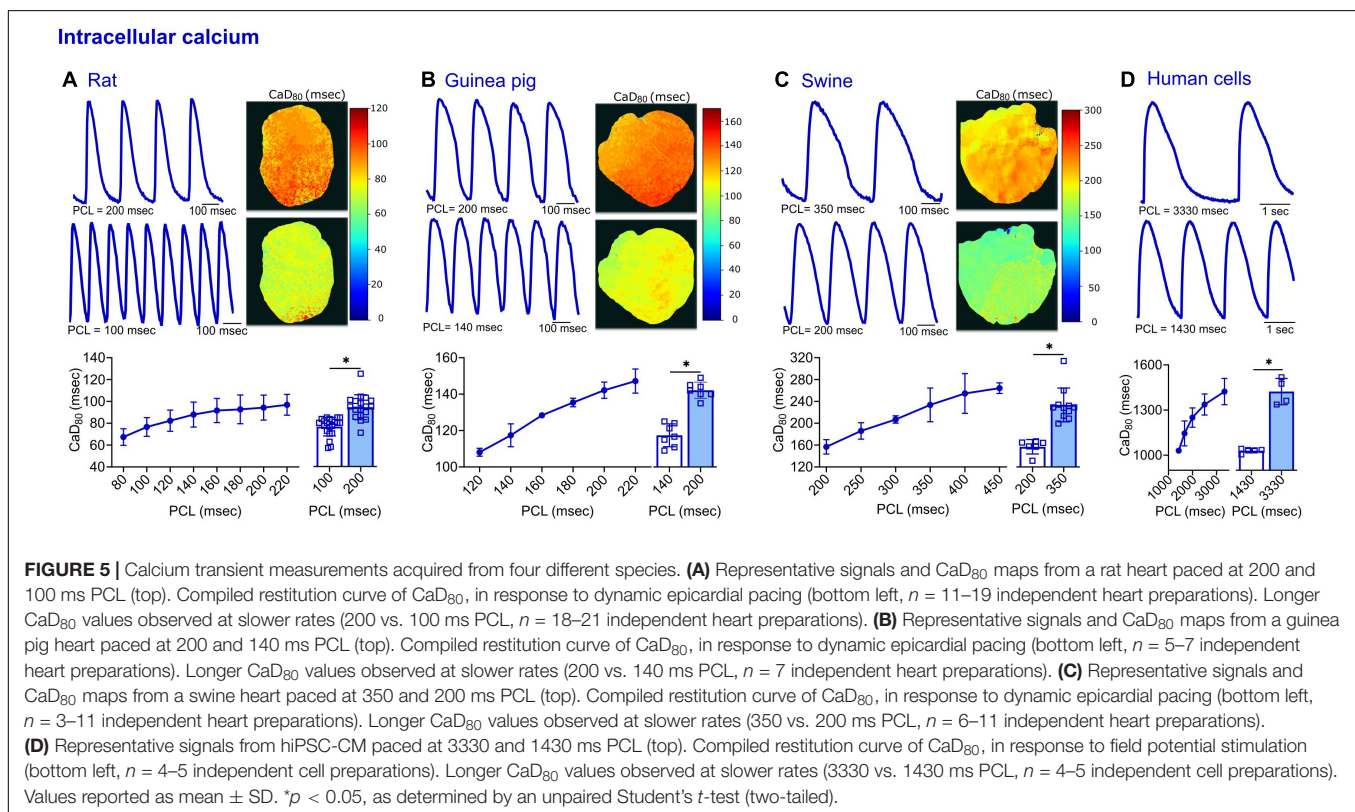 Intracellular calcium
A Rat
CaD80 (msec)
120
100
80
60
40
20
0
PCL = 200 msec
100 msec
PCL = 100 msec
100 msec
CaD80 (msec)
140
120
100
80
60
40
80
100
120
140
160
180
200
220
PCL (msec)
*
100
200
PCL (msec)
B Guinea pig
CaD80 (msec)
160
140
120
100
80
60
40
20
0
PCL = 200 msec
100 msec
PCL= 140 msec
100 msec
CaD80 (msec)
160
140
120
100
120
140
160
180
200
220
PCL (msec)
*
140
200
PCL (msec)
C Swine
CaD80 (msec)
300
250
200
150
100
50
0
PCL= 350 msec
100 msec
PCL= 200 msec
100 msec
CaD80 (msec)
320
280
240
200
160
120
200
250
300
350
400
450
PCL (msec)
*
200
350
PCL (msec)
D Human cells
PCL = 3330 msec
1 sec
PCL = 1430 msec
1 sec
CaD80 (msec)
1600
1300
1000
1000
2000
3000
PCL (msec)
*
1430
3330
PCL (msec)
FIGURE 5 | Calcium transient measurements acquired from four different species. (A) Representative signals and CaD80 maps from a rat heart paced at 200 and
100 ms PCL (top). Compiled restitution curve of CaD80, in response to dynamic epicardial pacing (bottom left, n = 11–19 independent heart preparations). Longer
CaD80 values observed at slower rates (200 vs. 100 ms PCL, n = 18–21 independent heart preparations). (B) Representative signals and CaD80 maps from a guinea
pig heart paced at 200 and 140 ms PCL (top). Compiled restitution curve of CaD80, in response to dynamic epicardial pacing (bottom left, n = 5–7 independent
heart preparations). Longer CaD80 values observed at slower rates (200 vs. 140 ms PCL, n = 7 independent heart preparations). (C) Representative signals and
CaD80 maps from a swine heart paced at 350 and 200 ms PCL (top). Compiled restitution curve of CaD80, in response to dynamic epicardial pacing (bottom left,
n = 3–11 independent heart preparations). Longer CaD80 values observed at slower rates (350 vs. 200 ms PCL, n = 6–11 independent heart preparations).
(D) Representative signals from hiPSC-CM paced at 3330 and 1430 ms PCL (top). Compiled restitution curve of CaD80, in response to field potential stimulation
(bottom left, n = 4–5 independent cell preparations). Longer CaD80 values observed at slower rates (3330 vs. 1430 ms PCL, n = 4–5 independent cell preparations).
Values reported as mean ± SD. *p < 0.05, as determined by an unpaired Student's t-test (two-tailed).